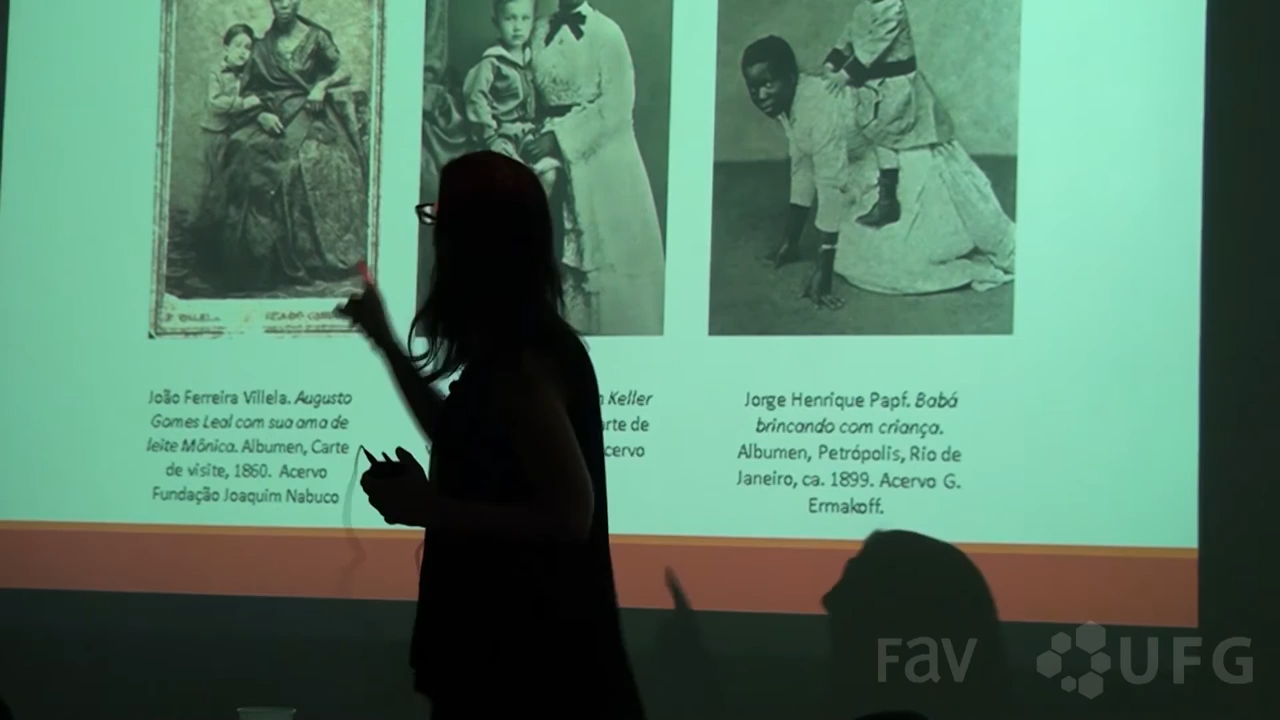 João Ferreira Villela. Augusto
Gomes Leal com sua ama de
leite Mônica. Albumen, Carte
de visite, 1860. Acervo
Fundação Joaquim Nabuco
Keller
arte de
cervo
Jorge Henrique Papf. Babá
brincando com criança.
Albumen, Petrópolis, Rio de
Janeiro, ca. 1899. Acervo G.
Ermakoff.
FAV UFG